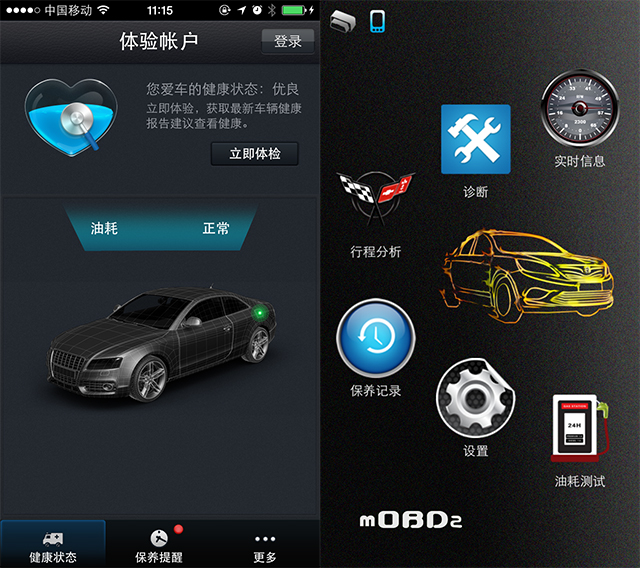 中国移动
11:15
体验帐户
登录
您爱车的健康状态：优良
立即体验，获取最新车辆健康
报告建议查看健康。
立即体检
油耗
正常
健康状态
保养提醒
更多
实时信息
诊断
行程分析
保养记录
设置
24H
油耗测试
mOBD2